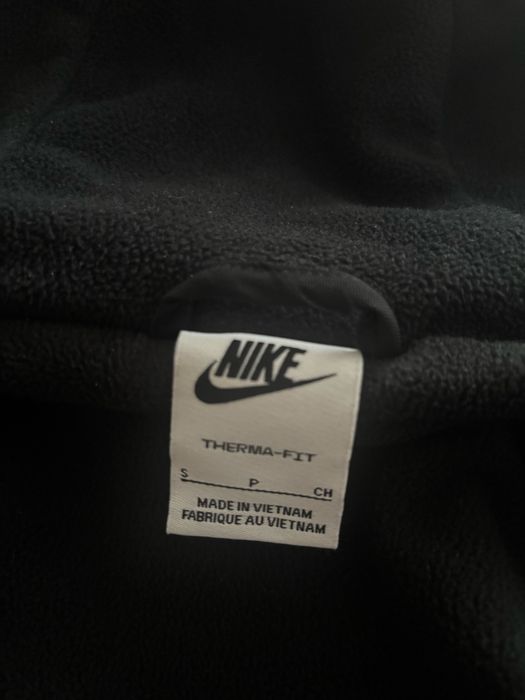 NIKE
THERMA-FIT
S P CH
MADE IN VIETNAM
FABRIQUE AU VIETNAM